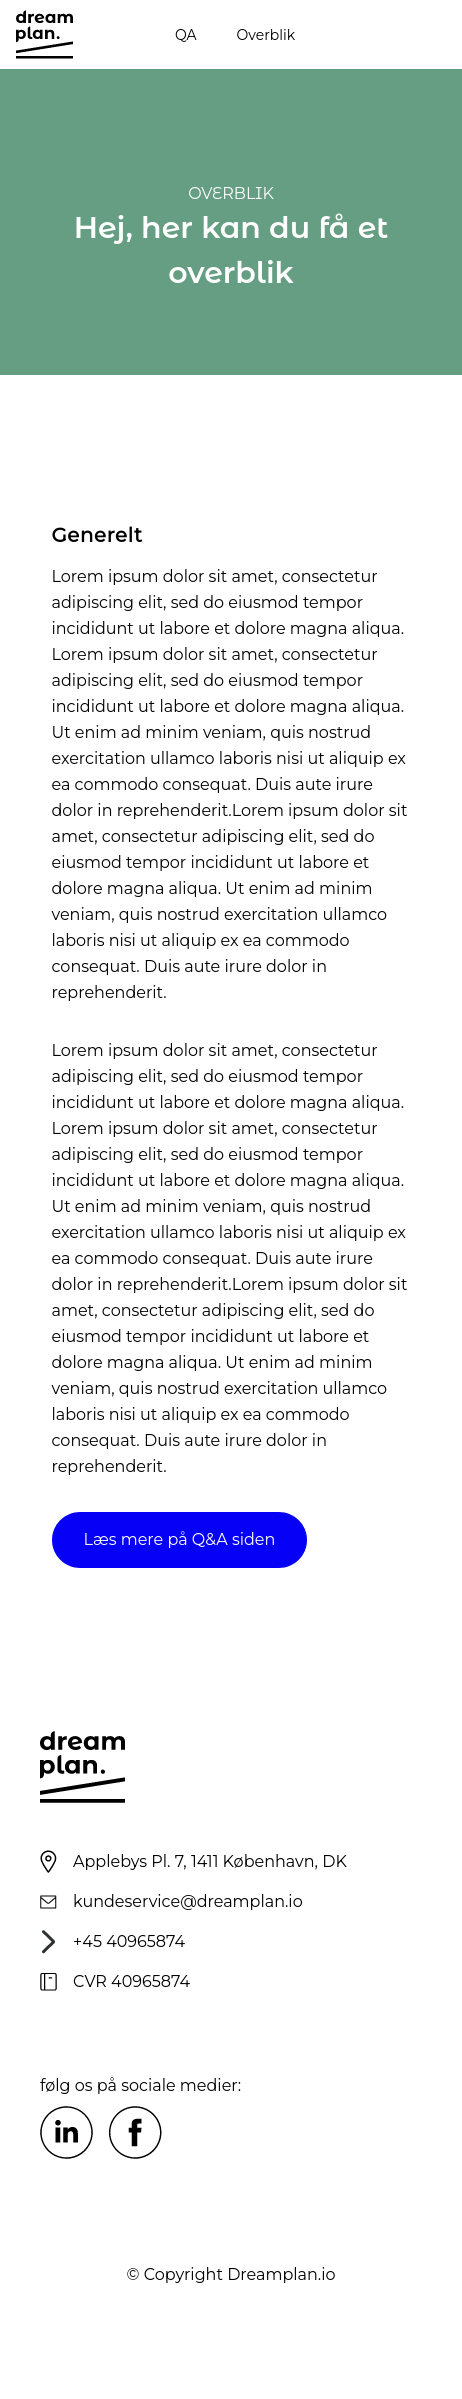 dream
plan.
QA Overblik
OVERBLIK
Hej, her kan du få et
overblik
Generelt
Lorem ipsum dolor sit amet, consectetur
adipiscing elit, sed do eiusmod tempor
incididunt ut labore et dolore magna aliqua.
Lorem ipsum dolor sit amet, consectetur
adipiscing elit, sed do eiusmod tempor
incididunt ut labore et dolore magna aliqua.
Ut enim ad minim veniam, quis nostrud
exercitation ullamco laboris nisi ut aliquip ex
ea commodo consequat. Duis aute irure
dolor in reprehenderit.Lorem ipsum dolor sit
amet, consectetur adipiscing elit, sed do
eiusmod tempor incididunt ut labore et
dolore magna aliqua. Ut enim ad minim
veniam, quis nostrud exercitation ullamco
laboris nisi ut aliquip ex ea commodo
consequat. Duis aute irure dolor in
reprehenderit.
Lorem ipsum dolor sit amet, consectetur
adipiscing elit, sed do eiusmod tempor
incididunt ut labore et dolore magna aliqua.
Lorem ipsum dolor sit amet, consectetur
adipiscing elit, sed do eiusmod tempor
incididunt ut labore et dolore magna aliqua.
Ut enim ad minim veniam, quis nostrud
exercitation ullamco laboris nisi ut aliquip ex
ea commodo consequat. Duis aute irure
dolor in reprehenderit.Lorem ipsum dolor sit
amet, consectetur adipiscing elit, sed do
eiusmod tempor incididunt ut labore et
dolore magna aliqua. Ut enim ad minim
veniam, quis nostrud exercitation ullamco
laboris nisi ut aliquip ex ea commodo
consequat. Duis aute irure dolor in
reprehenderit.
Læs mere på Q&A siden
dream
plan.
Applebys Pl. 7, 1411 København, DK
kundeservice@dreamplan.io
+45 40965874
CVR 40965874
følg os på sociale medier:
in f
© Copyright Dreamplan.io